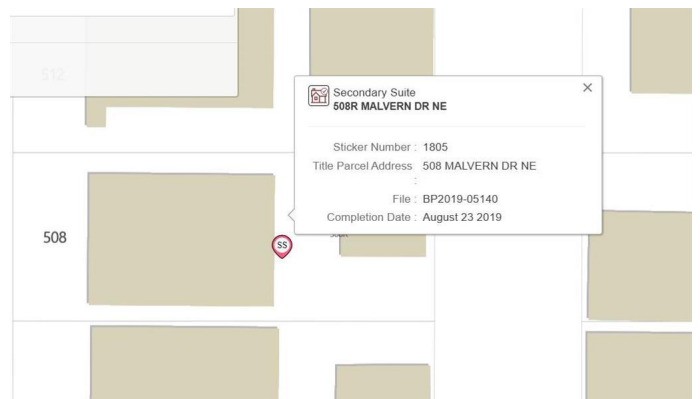 512
Secondary Suite
508R MALVERN DR NE
Sticker Number : 1805
Title Parcel Address : 508 MALVERN DR NE
File : BP2019-05140
Completion Date : August 23 2019
508
SS